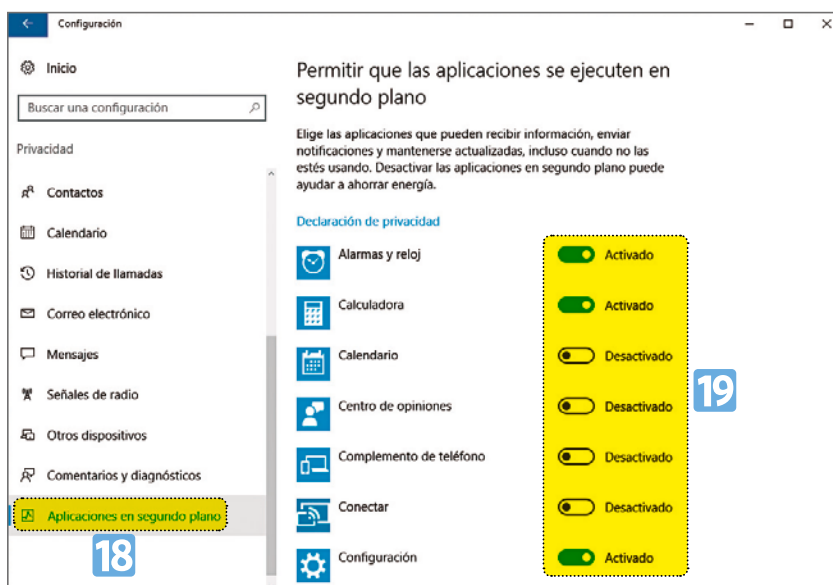 Configuración
Inicio
Buscar una configuración
Privacidad
Contactos
Calendario
Historial de llamadas
Correo electrónico
Mensajes
Señales de radio
Otros dispositivos
Comentarios y diagnósticos
Aplicaciones en segundo plano
18
Permitir que las aplicaciones se ejecuten en
segundo plano
Elige las aplicaciones que pueden recibir información, enviar
notificaciones y mantenerse actualizadas, incluso cuando no las
estés usando. Desactivar las aplicaciones en segundo plano puede
ayudar a ahorrar energía.
Declaración de privacidad
Alarmas y reloj Activado
Calculadora Activado
Calendario Desactivado
Centro de opiniones Desactivado
Complemento de teléfono Desactivado
Conectar Desactivado
Configuración Activado
19